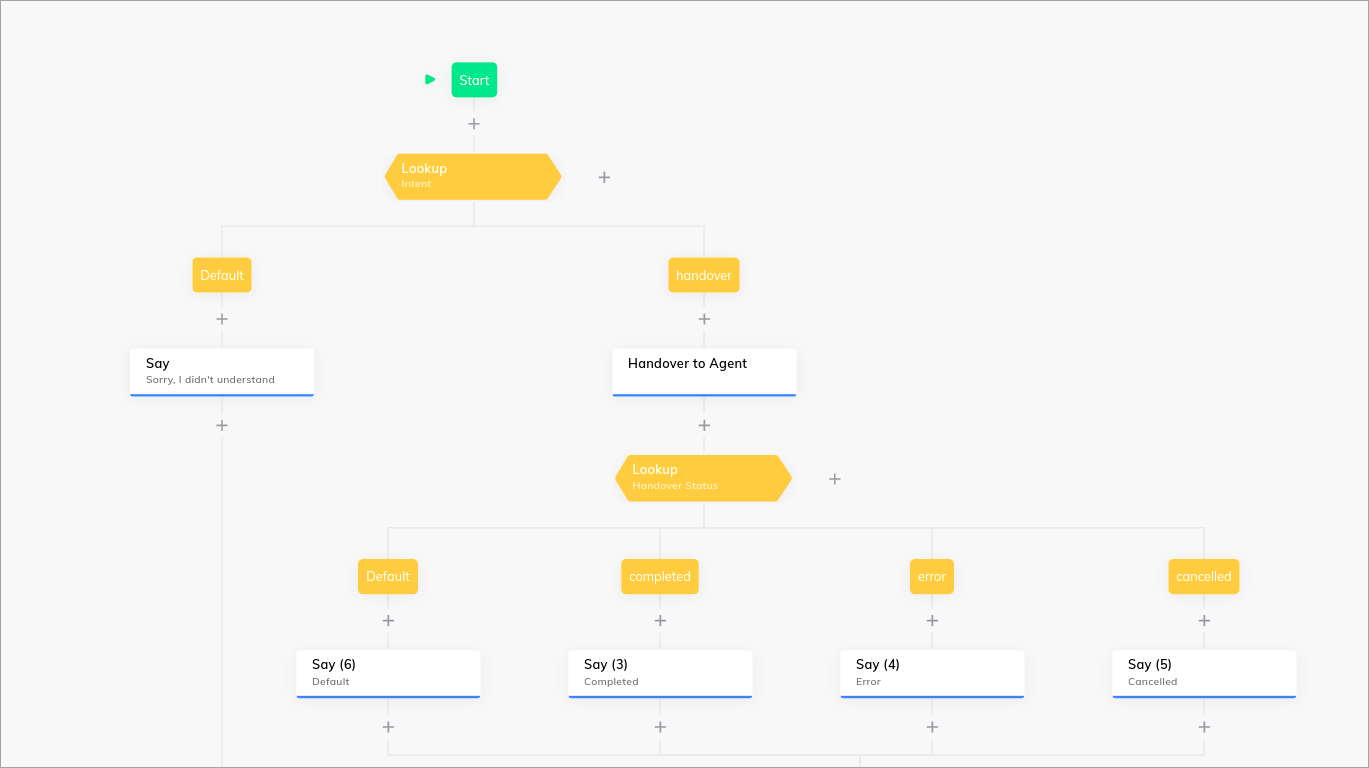 Start
Lookup
Intent
Default
handover
Say
Sorry, I didn't understand
Handover to Agent
Lookup
Handover Status
Default
completed
error
cancelled
Say (6)
Default
Say (3)
Completed
Say (4)
Error
Say (5)
Cancelled